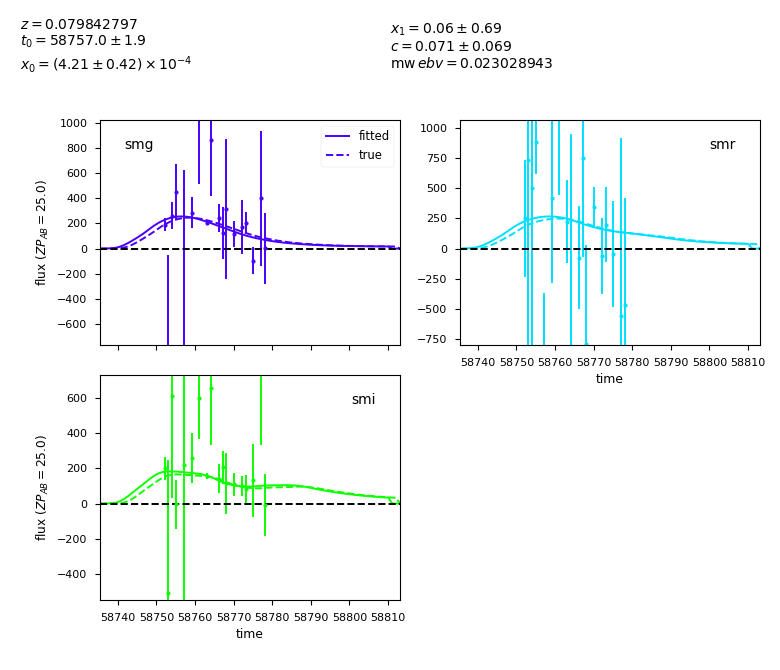 z = 0.079842797
t₀ = 58757.0 ± 1.9
x₀ = (4.21 ± 0.42) × 10⁻⁴
x₁ = 0.06 ± 0.69
c = 0.071 ± 0.069
mw ebv = 0.023028943
smg
fitted
true
1000
800
600
400
200
0
−200
−400
−600
flux (ZP_AB = 25.0)
smr
1000
750
500
250
0
−250
−500
−750
58740 58750 58760 58770 58780 58790 58800 58810
time
smi
600
400
200
0
−200
−400
flux (ZP_AB = 25.0)
58740 58750 58760 58770 58780 58790 58800 58810
time